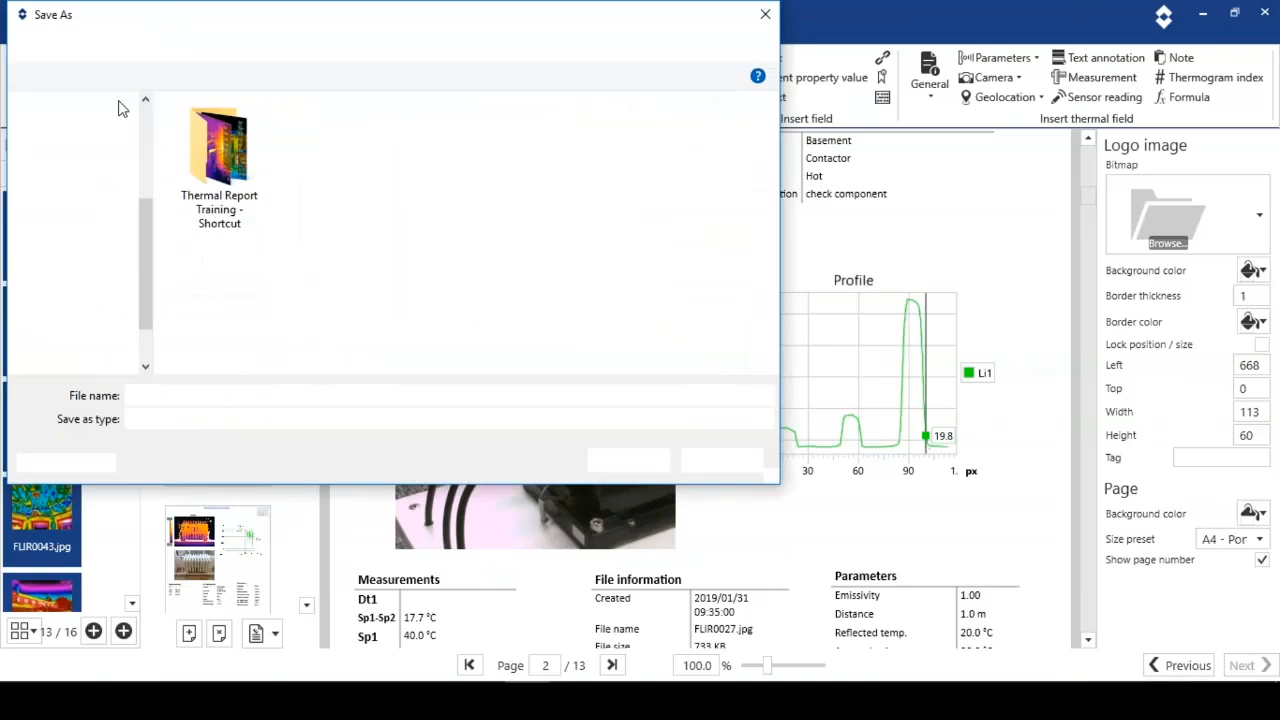 Save As
?
Thermal Report
Training -
Shortcut
File name:
Save as type:
ent property value
Insert field
General
Parameters
Camera
Geolocation
Text annotation
Measurement
Sensor reading
Note
# Thermogram index
Formula
Insert thermal field
Basement
Contactor
Hot
tion check component
Profile
Li1
19.8
30 60 90 1. px
Logo image
Bitmap
Browse...
Background color
Border thickness 1
Border color
Lock position / size
Left 668
Top 0
Width 113
Height 60
Tag
Page
Background color
Size preset A4 - Por
Show page number
FLIR0043.jpg
13 / 16
Measurements
Dt1
Sp1-Sp2 17.7 °C
Sp1 40.0 °C
File information
Created 2019/01/31
09:35:00
File name FLIR0027.jpg
File size 733 KB
Parameters
Emissivity 1.00
Distance 1.0 m
Reflected temp. 20.0 °C
Page 2 / 13
100.0 %
Previous
Next